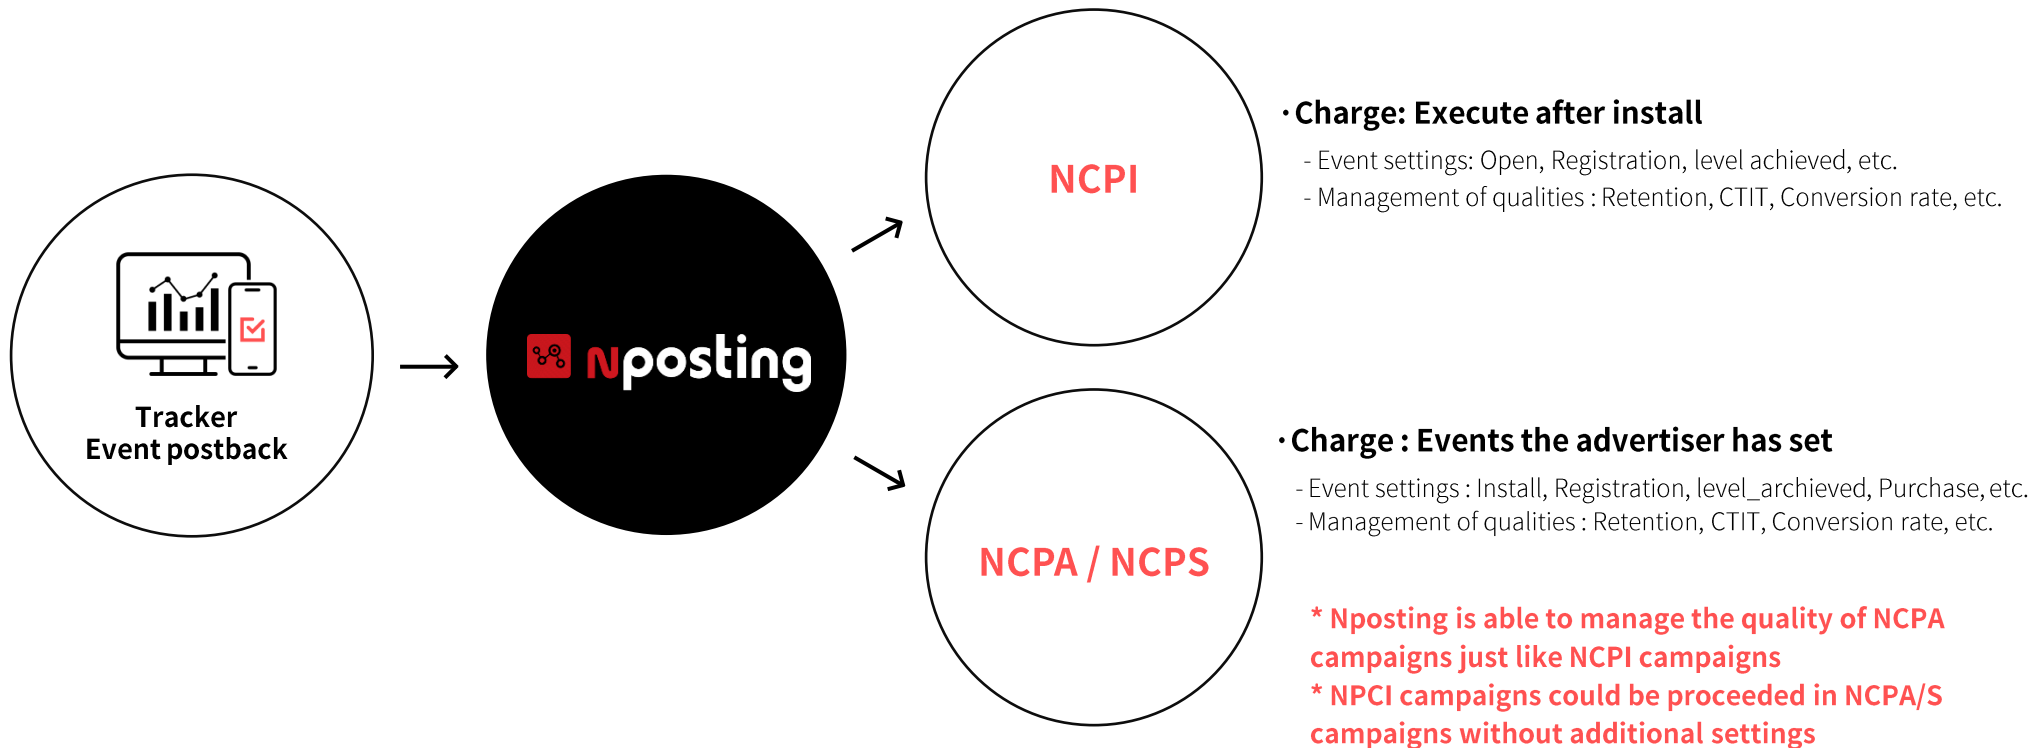 Tracker
Event postback
Nposting
NCPI
· Charge: Execute after install
- Event settings: Open, Registration, level achieved, etc.
- Management of qualities : Retention, CTIT, Conversion rate, etc.
NCPA / NCPS
· Charge : Events the advertiser has set
- Event settings : Install, Registration, level_archieved, Purchase, etc.
- Management of qualities : Retention, CTIT, Conversion rate, etc.
* Nposting is able to manage the quality of NCPA
campaigns just like NCPI campaigns
* NPCI campaigns could be proceeded in NCPA/S
campaigns without additional settings